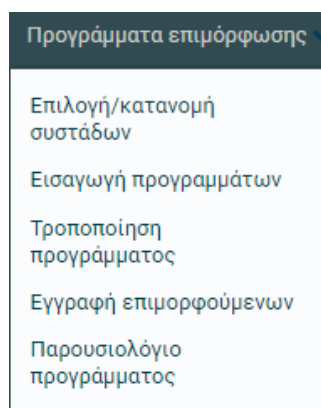 Προγράμματα επιμόρφωσης
Επιλογή/κατανομή
συστάδων
Εισαγωγή προγραμμάτων
Τροποποίηση
προγράμματος
Εγγραφή επιμορφούμενων
Παρουσιολόγιο
προγράμματος